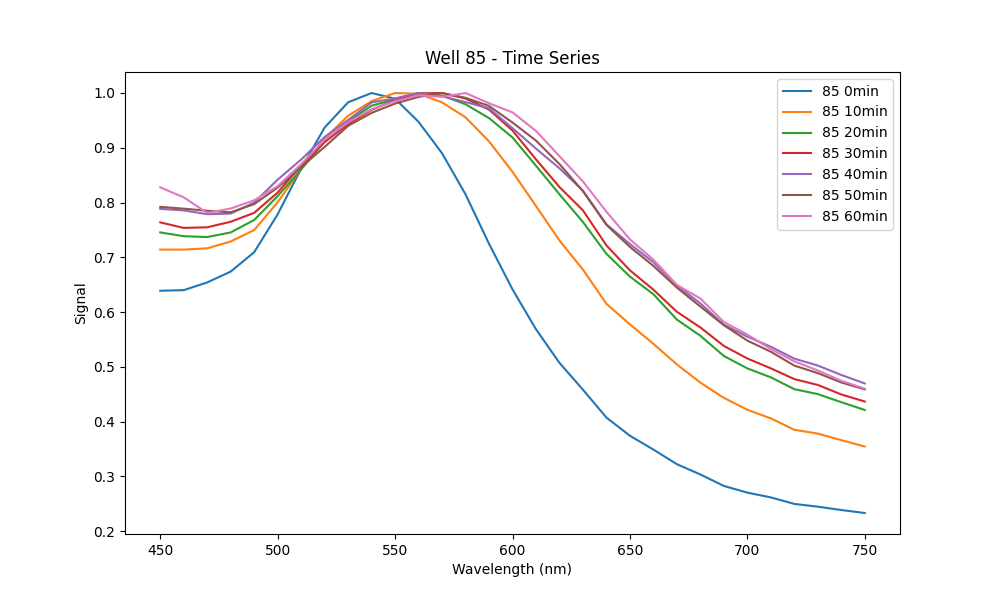 Well 85 - Time Series
Signal
1.0
0.9
0.8
0.7
0.6
0.5
0.4
0.3
0.2
85 0min
85 10min
85 20min
85 30min
85 40min
85 50min
85 60min
450 500 550 600 650 700 750
Wavelength (nm)